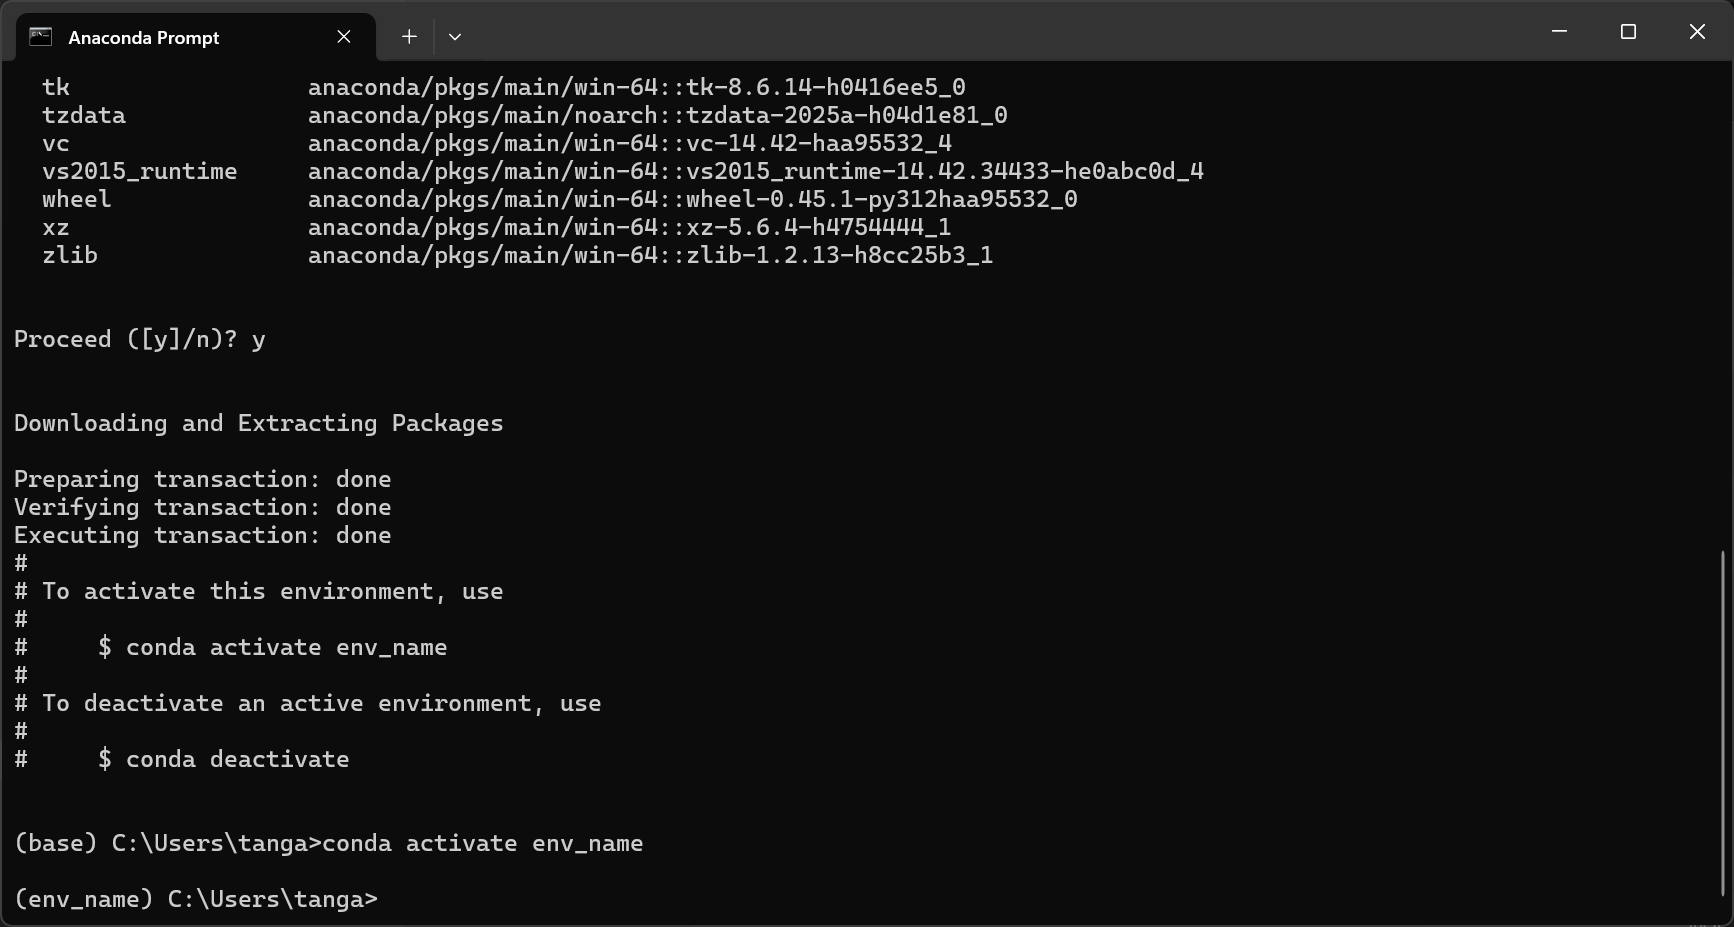 Anaconda Prompt
tk                 anaconda/pkgs/main/win-64::tk-8.6.14-h0416ee5_0
tzdata             anaconda/pkgs/main/noarch::tzdata-2025a-h04d1e81_0
vc                 anaconda/pkgs/main/win-64::vc-14.42-haa95532_4
vs2015_runtime     anaconda/pkgs/main/win-64::vs2015_runtime-14.42.34433-he0abc0d_4
wheel              anaconda/pkgs/main/win-64::wheel-0.45.1-py312haa95532_0
xz                 anaconda/pkgs/main/win-64::xz-5.6.4-h4754444_1
zlib               anaconda/pkgs/main/win-64::zlib-1.2.13-h8cc25b3_1
Proceed ([y]/n)? y
Downloading and Extracting Packages
Preparing transaction: done
Verifying transaction: done
Executing transaction: done
#
# To activate this environment, use
#
#     $ conda activate env_name
#
# To deactivate an active environment, use
#
#     $ conda deactivate
(base) C:\Users\tanga>conda activate env_name
(env_name) C:\Users\tanga>